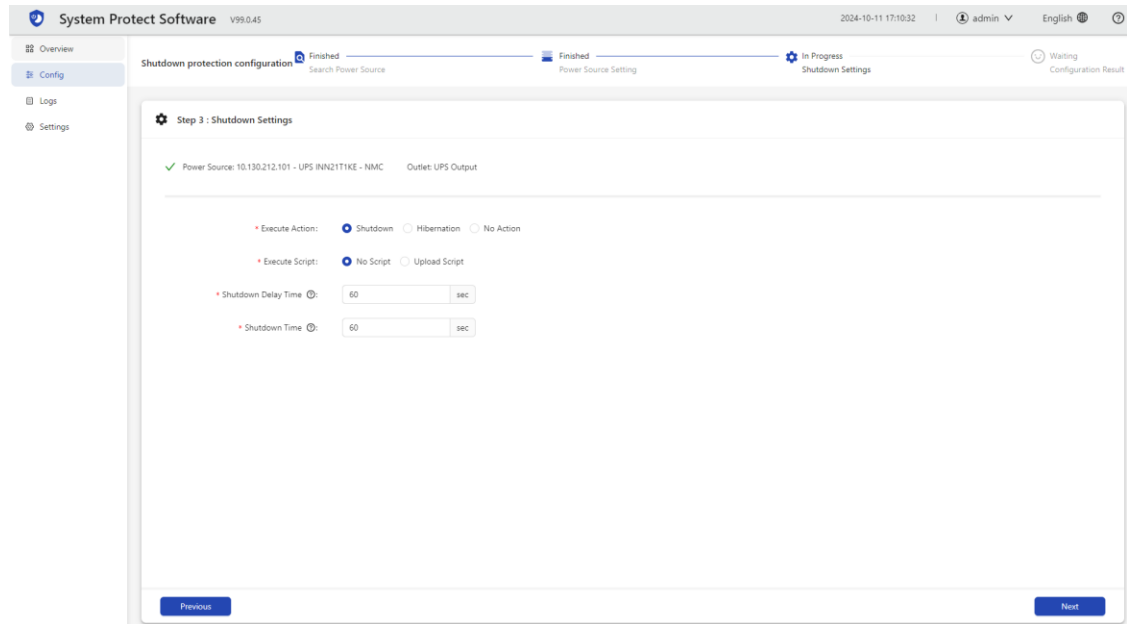 System Protect Software V99.0.45 2024-10-11 17:10:32 | admin English
Overview
Config
Logs
Settings
Shutdown protection configuration
Finished
Search Power Source
Finished
Power Source Setting
In Progress
Shutdown Settings
Waiting
Configuration Result
Step 3 : Shutdown Settings
Power Source: 10.130.212.101 - UPS INN21T1KE - NMC Outlet: UPS Output
* Execute Action: Shutdown Hibernation No Action
* Execute Script: No Script Upload Script
* Shutdown Delay Time ?: 60 sec
* Shutdown Time ?: 60 sec
Previous Next